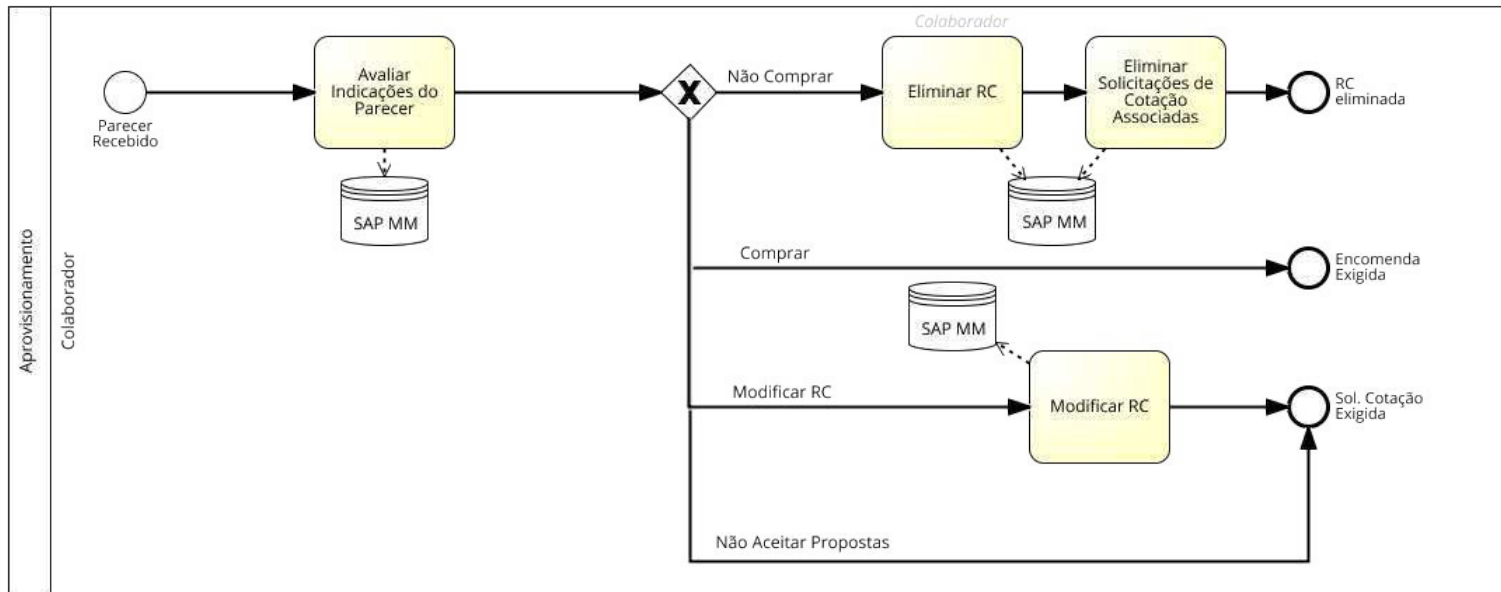 Aprovisionamento
Colaborador
Colaborador
Parecer
Recebido
Avaliar
Indicações do
Parecer
SAP MM
X
Não Comprar
Eliminar RC
Eliminar
Solicitações de
Cotação
Associadas
RC
eliminada
SAP MM
Comprar
Encomenda
Exigida
SAP MM
Modificar RC
Modificar RC
Sol. Cotação
Exigida
Não Aceitar Propostas